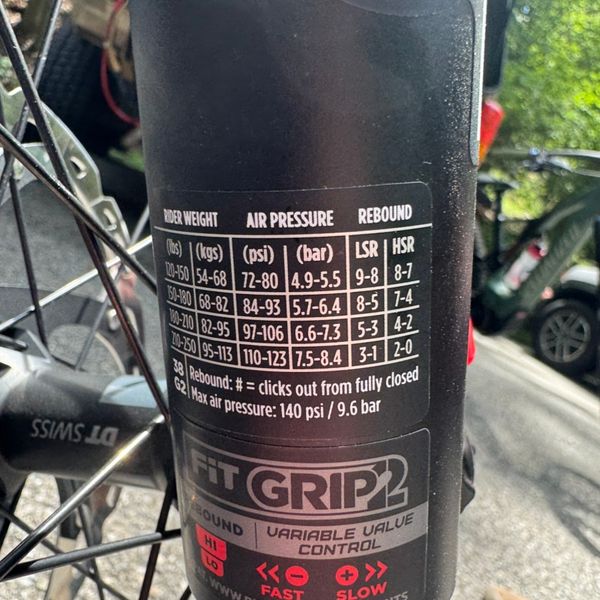 RIDER WEIGHT AIR PRESSURE REBOUND
(lbs) (kgs) (psi) (bar) LSR HSR
120-150 54-68 72-80 4.9-5.5 9-8 8-7
150-180 68-82 84-93 5.7-6.4 8-5 7-4
180-210 82-95 97-106 6.6-7.3 5-3 4-2
210-250 95-113 110-123 7.5-8.4 3-1 2-0
38 Rebound: # = clicks out from fully closed
G2 Max air pressure: 140 psi / 9.6 bar
DT SWISS
FiT GRIP2
BOUND VARIABLE VALVE
CONTROL
HI
LO
FAST SLOW